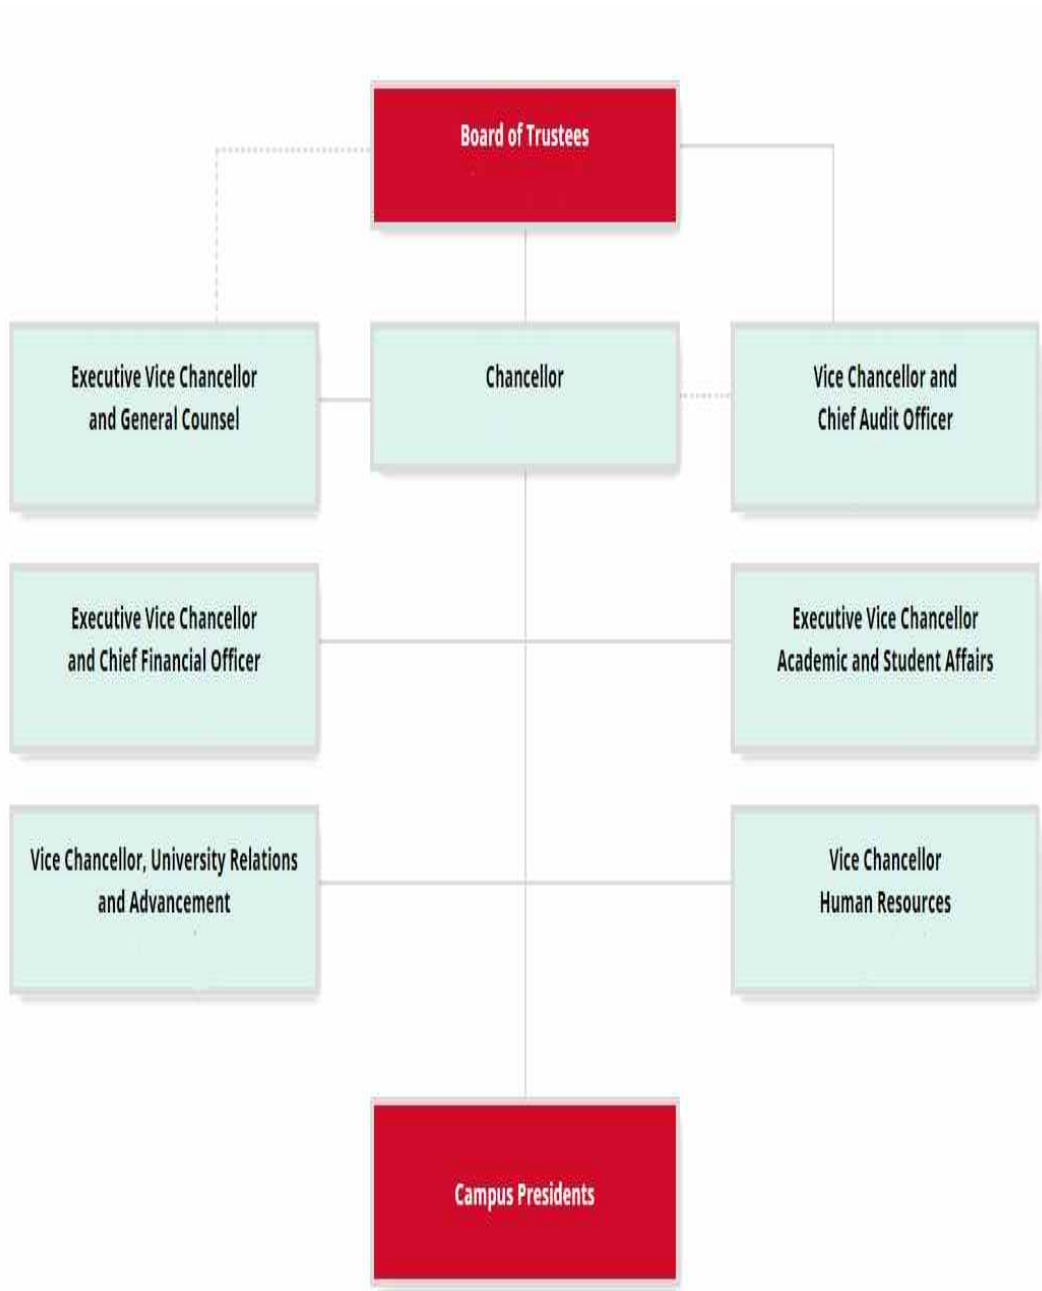 Board of Trustees
Executive Vice Chancellor
and General Counsel
Chancellor
Vice Chancellor and
Chief Audit Officer
Executive Vice Chancellor
and Chief Financial Officer
Executive Vice Chancellor
Academic and Student Affairs
Vice Chancellor, University Relations
and Advancement
Vice Chancellor
Human Resources
Campus Presidents